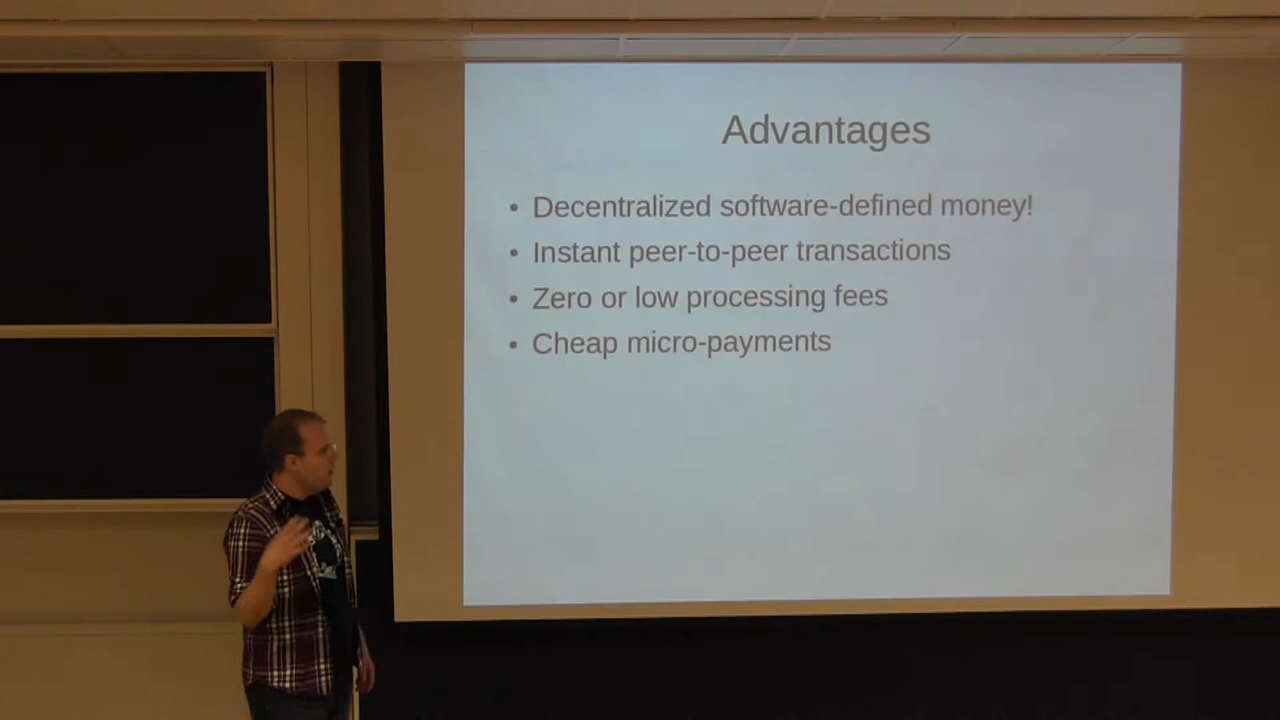 Advantages
• Decentralized software-defined money!
• Instant peer-to-peer transactions
• Zero or low processing fees
• Cheap micro-payments